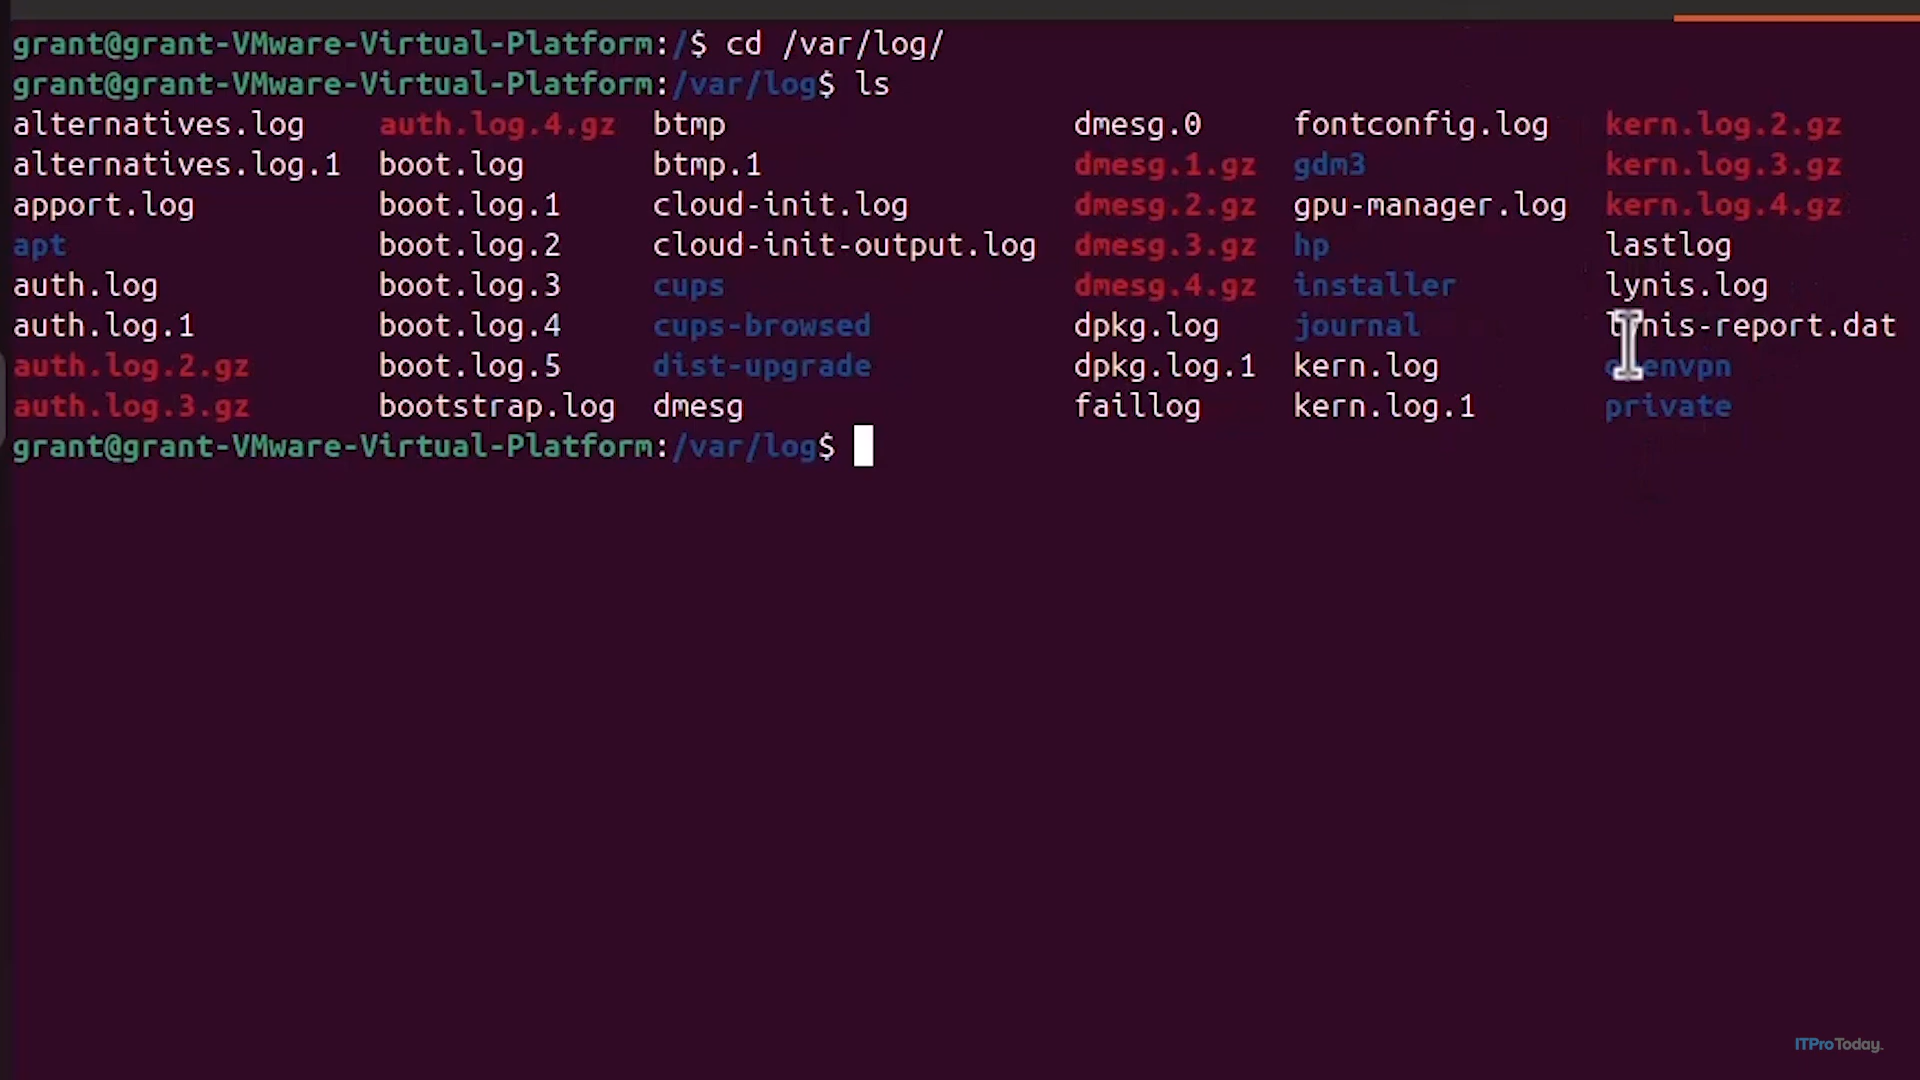 grant@grant-VMware-Virtual-Platform:/$ cd /var/log/
grant@grant-VMware-Virtual-Platform:/var/log$ ls
alternatives.log auth.log.4.gz btmp dmesg.0 fontconfig.log kern.log.2.gz
alternatives.log.1 boot.log btmp.1 dmesg.1.gz gdm3 kern.log.3.gz
apport.log boot.log.1 cloud-init.log dmesg.2.gz gpu-manager.log kern.log.4.gz
apt boot.log.2 cloud-init-output.log dmesg.3.gz hp lastlog
auth.log boot.log.3 cups dmesg.4.gz installer lynis.log
auth.log.1 boot.log.4 cups-browsed dpkg.log journal lynis-report.dat
auth.log.2.gz boot.log.5 dist-upgrade dpkg.log.1 kern.log openvpn
auth.log.3.gz bootstrap.log dmesg faillog kern.log.1 private
grant@grant-VMware-Virtual-Platform:/var/log$
ITProToday.